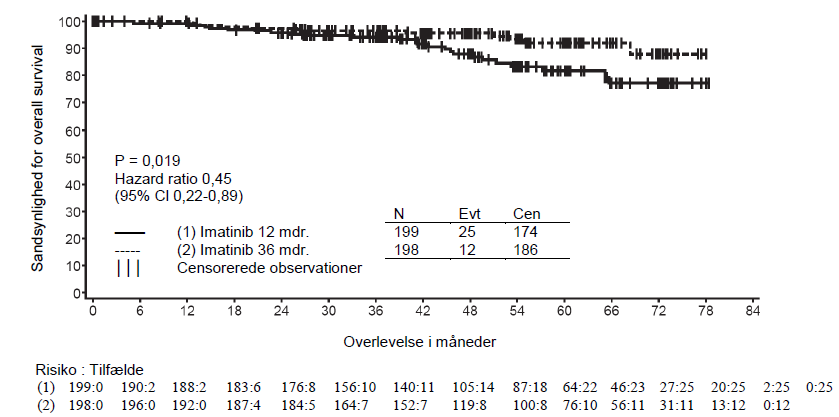 Sandsynlighed for overall survival
100
90
80
70
60
50
40
30
20
10
0
P = 0,019
Hazard ratio 0,45
(95% CI 0,22-0,89)
N Evt Cen
(1) Imatinib 12 mdr. 199 25 174
(2) Imatinib 36 mdr. 198 12 186
Censorerede observationer
0 6 12 18 24 30 36 42 48 54 60 66 72 78 84
Overlevelse i måneder
Risiko : Tilfælde
(1) 199:0 190:2 188:2 183:6 176:8 156:10 140:11 105:14 87:18 64:22 46:23 27:25 20:25 2:25 0:25
(2) 198:0 196:0 192:0 187:4 184:5 164:7 152:7 119:8 100:8 76:10 56:11 31:11 13:12 0:12